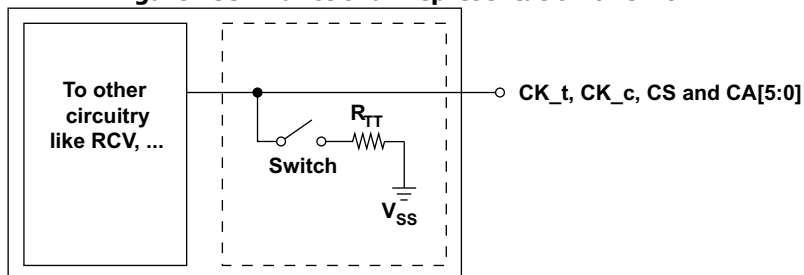 To other
circuitry
like RCV, ...
CK_t, CK_c, CS and CA[5:0]
RTT
Switch
VSS